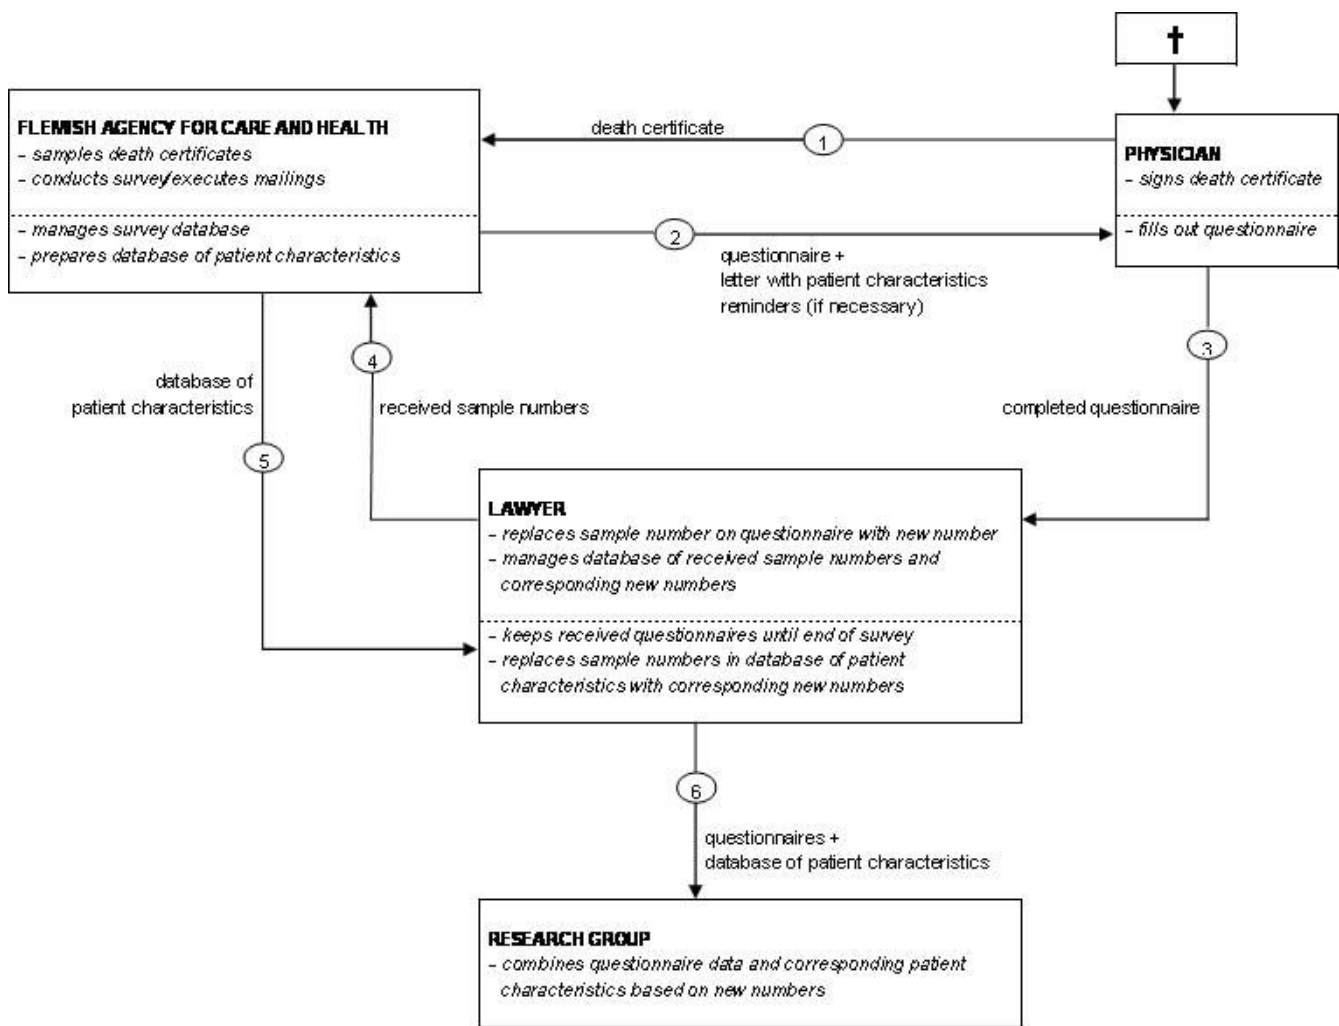 †
FLEMISH AGENCY FOR CARE AND HEALTH
– samples death certificates
– conducts survey/executes mailings
– manages survey database
– prepares database of patient characteristics
death certificate
1
PHYSICIAN
– signs death certificate
– fills out questionnaire
2
questionnaire +
letter with patient characteristics
reminders (if necessary)
3
completed questionnaire
4
received sample numbers
database of
patient characteristics
5
LAWYER
– replaces sample number on questionnaire with new number
– manages database of received sample numbers and
corresponding new numbers
– keeps received questionnaires until end of survey
– replaces sample numbers in database of patient
characteristics with corresponding new numbers
6
questionnaires +
database of patient characteristics
RESEARCH GROUP
– combines questionnaire data and corresponding patient
characteristics based on new numbers